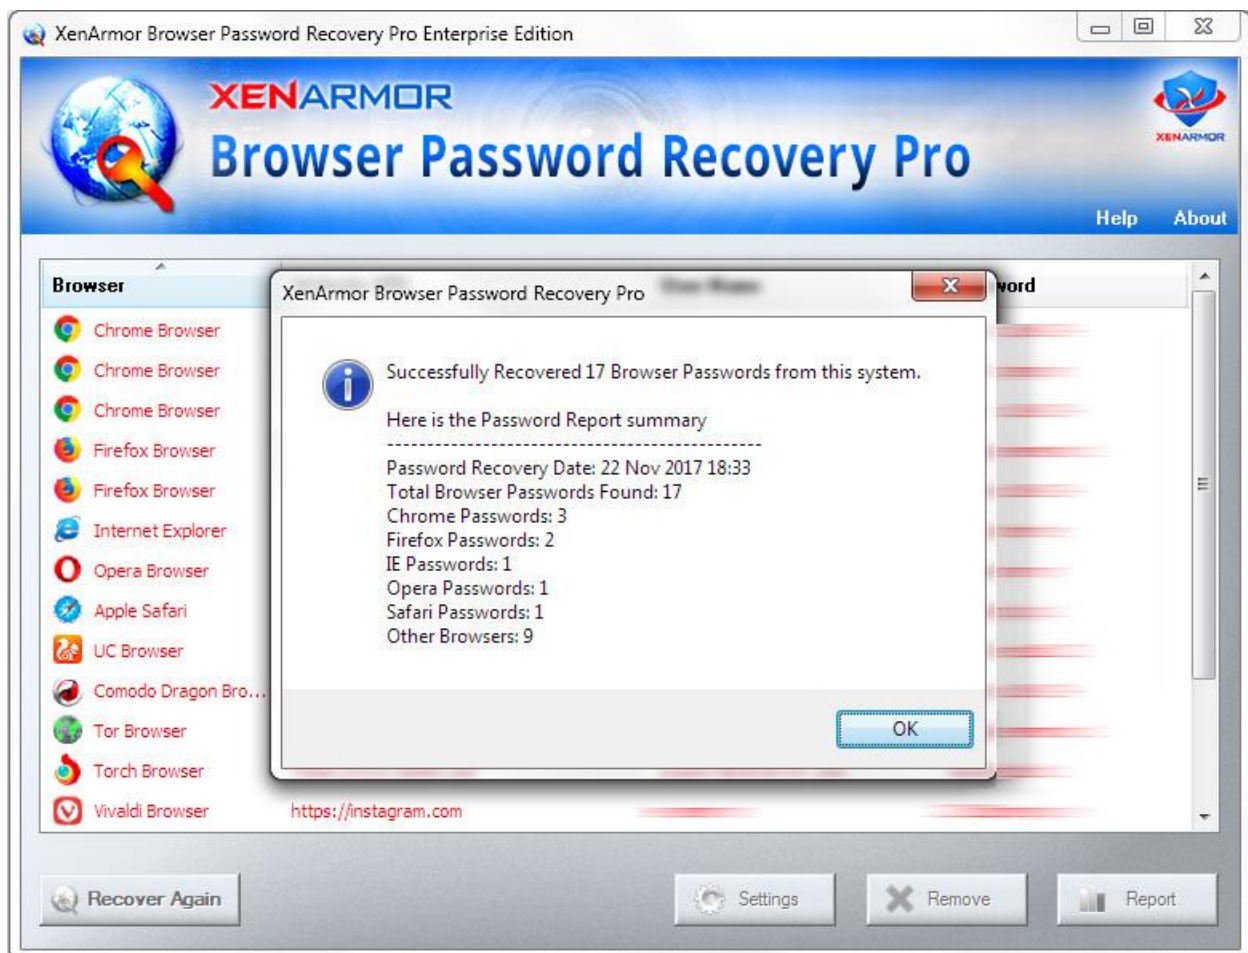 XenArmor Browser Password Recovery Pro Enterprise Edition
XENARMOR
Browser Password Recovery Pro
XENARMOR
Help About
Browser
XenArmor Browser Password Recovery Pro
Chrome Browser
Chrome Browser
Chrome Browser
Firefox Browser
Firefox Browser
Internet Explorer
Opera Browser
Apple Safari
UC Browser
Comodo Dragon Bro...
Tor Browser
Torch Browser
Vivaldi Browser https://instagram.com
Successfully Recovered 17 Browser Passwords from this system.
Here is the Password Report summary
-----------------------------------------------
Password Recovery Date: 22 Nov 2017 18:33
Total Browser Passwords Found: 17
Chrome Passwords: 3
Firefox Passwords: 2
IE Passwords: 1
Opera Passwords: 1
Safari Passwords: 1
Other Browsers: 9
OK
Recover Again
Settings
Remove
Report